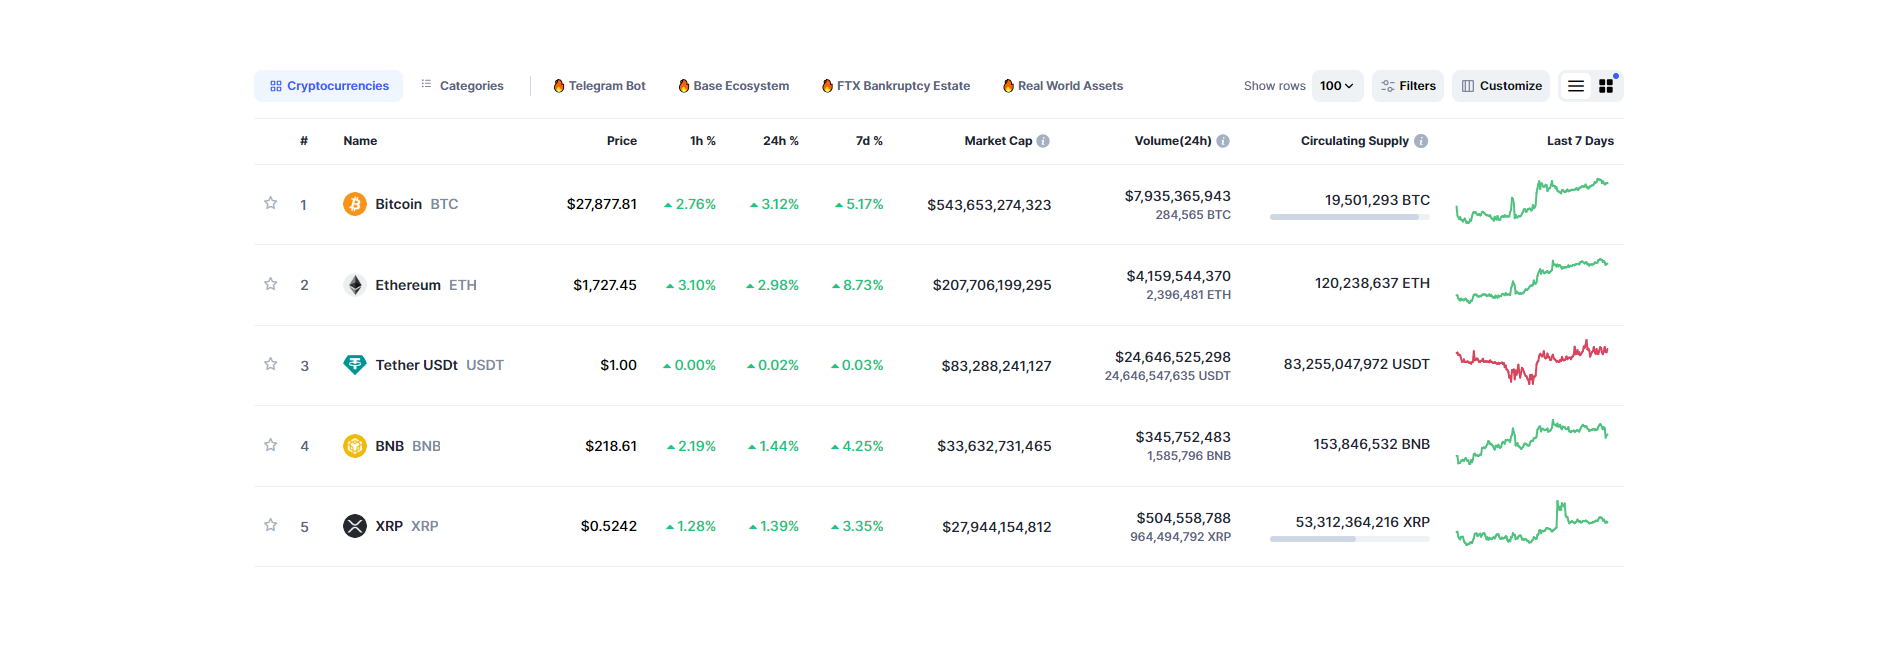 Cryptocurrencies Categories Telegram Bot Base Ecosystem FTX Bankruptcy Estate Real World Assets Show rows 100 Filters Customize
# Name Price 1h % 24h % 7d % Market Cap Volume(24h) Circulating Supply Last 7 Days
1 Bitcoin BTC $27,877.81 2.76% 3.12% 5.17% $543,653,274,323 $7,935,365,943 19,501,293 BTC
284,565 BTC
2 Ethereum ETH $1,727.45 3.10% 2.98% 8.73% $207,706,199,295 $4,159,544,370 120,238,637 ETH
2,396,481 ETH
3 Tether USDt USDT $1.00 0.00% 0.02% 0.03% $83,288,241,127 $24,646,525,298 83,255,047,972 USDT
24,646,547,635 USDT
4 BNB BNB $218.61 2.19% 1.44% 4.25% $33,632,731,465 $345,752,483 153,846,532 BNB
1,585,796 BNB
5 XRP XRP $0.5242 1.28% 1.39% 3.35% $27,944,154,812 $504,558,788 53,312,364,216 XRP
964,494,792 XRP